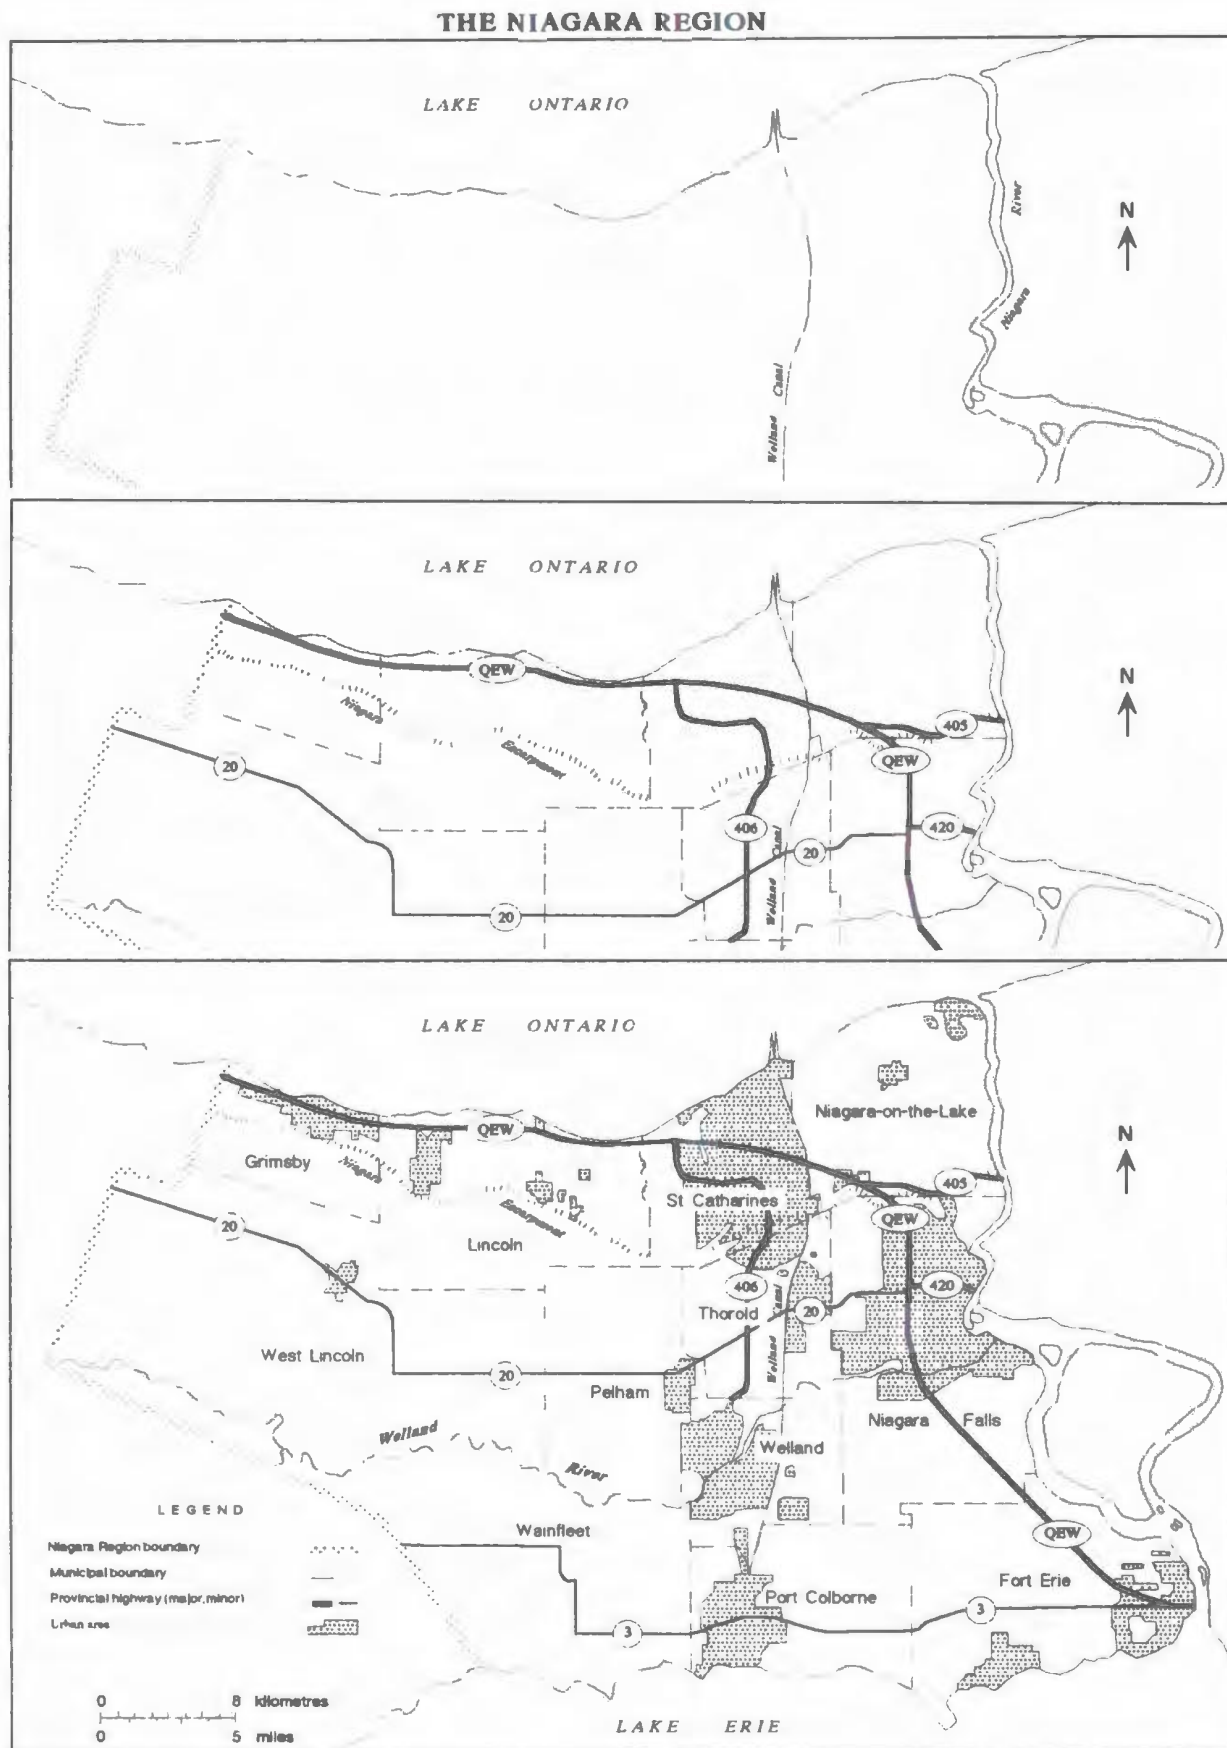 THE NIAGARA REGION
LAKE ONTARIO
River
N
Niagara
Welland Canal
LAKE ONTARIO
N
QEW
Niagara
405
20
Escarpment
QEW
406
420
20
Welland Canal
20
LAKE ONTARIO
Niagara-on-the-Lake
QEW
N
Grimsby
Niagara
405
St Catharines
20
Escarpment
QEW
Lincoln
406
420
Thorold
20
Canal
West Lincoln
20
Welland
Pelham
Niagara Falls
Welland
River
Welland
LEGEND
Wainfleet
QEW
Niagara Region boundary
Municipal boundary
Fort Erie
Provincial highway (major, minor)
Port Colborne
3
Urban area
3
0 8 kilometres
0 5 miles
LAKE ERIE